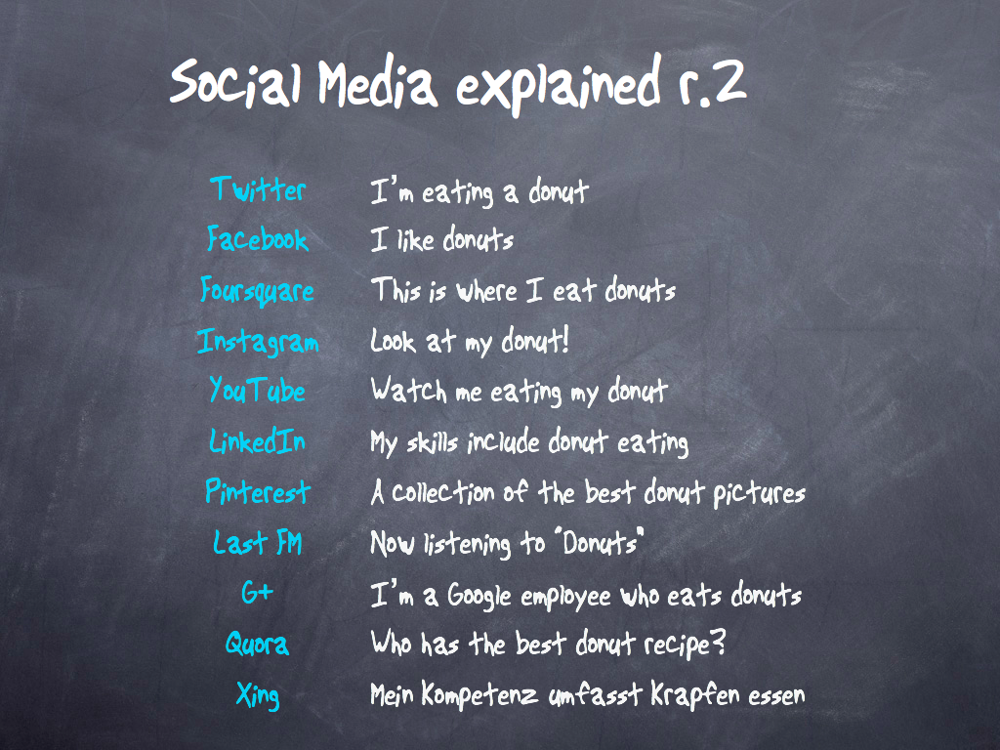 Social Media explained r.2
Twitter I'm eating a donut
Facebook I like donuts
Foursquare This is where I eat donuts
Instagram Look at my donut!
YouTube Watch me eating my donut
LinkedIn My skills include donut eating
Pinterest A collection of the best donut pictures
Last FM Now listening to "Donuts"
G+ I'm a Google employee who eats donuts
Quora Who has the best donut recipe?
Xing Mein Kompetenz umfasst Krapfen essen